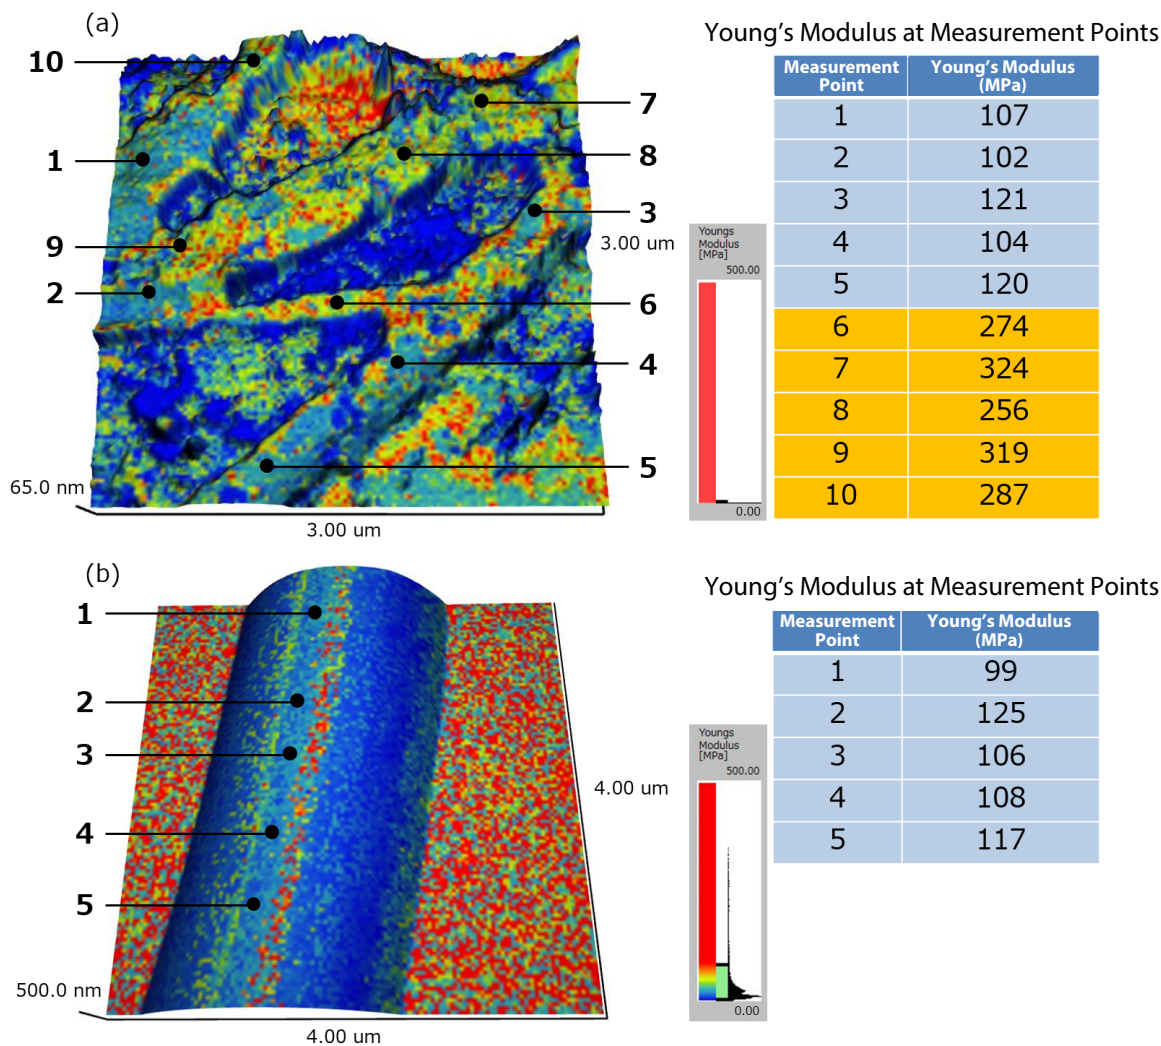 (a)
10
1
9
2
7
8
3
3.00 um
6
4
5
65.0 nm
3.00 um
Young’s Modulus at Measurement Points
Measurement Point Young’s Modulus (MPa)
1 107
2 102
3 121
4 104
5 120
6 274
7 324
8 256
9 319
10 287
Youngs
Modulus
[MPa]
500.00
0.00
(b)
1
2
3
4
5
4.00 um
500.0 nm
4.00 um
Young’s Modulus at Measurement Points
Measurement Point Young’s Modulus (MPa)
1 99
2 125
3 106
4 108
5 117
Youngs
Modulus
[MPa]
500.00
0.00